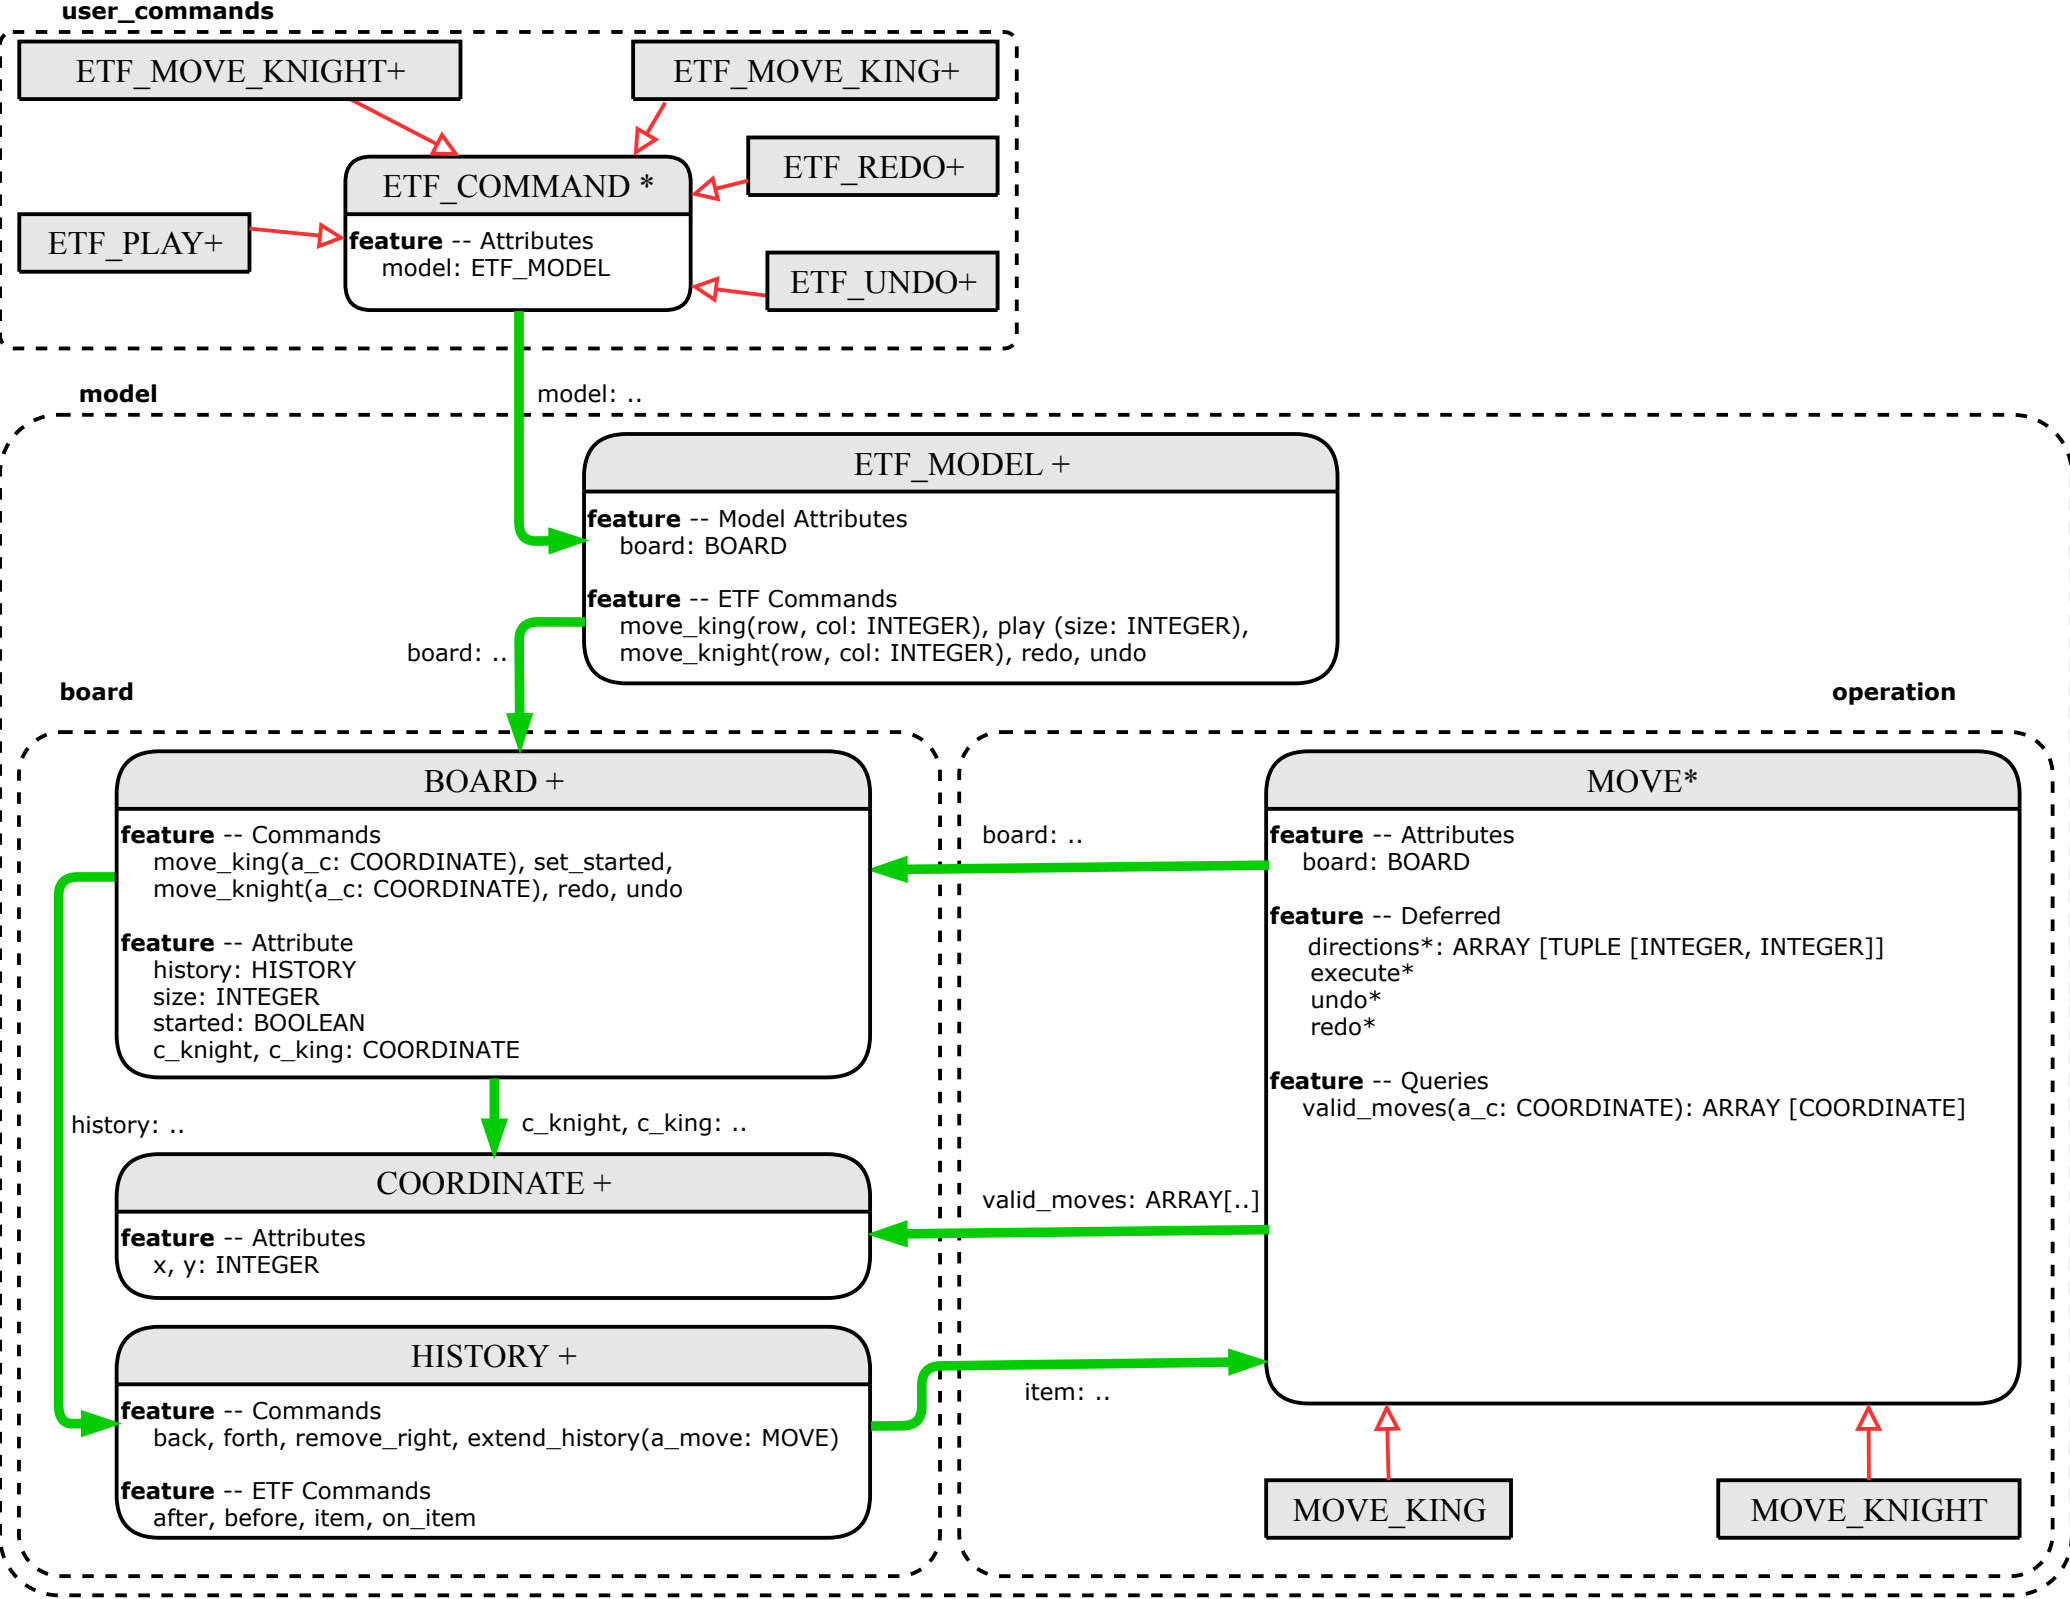 user_commands
ETF_MOVE_KNIGHT+
ETF_MOVE_KING+
ETF_COMMAND *
feature -- Attributes
model: ETF_MODEL
ETF_REDO+
ETF_PLAY+
ETF_UNDO+
model
model: ..
ETF_MODEL +
feature -- Model Attributes
board: BOARD
feature -- ETF Commands
move_king(row, col: INTEGER), play (size: INTEGER),
move_knight(row, col: INTEGER), redo, undo
board: ..
board
operation
BOARD +
feature -- Commands
move_king(a_c: COORDINATE), set_started,
move_knight(a_c: COORDINATE), redo, undo
feature -- Attribute
history: HISTORY
size: INTEGER
started: BOOLEAN
c_knight, c_king: COORDINATE
board: ..
MOVE*
feature -- Attributes
board: BOARD
feature -- Deferred
directions*: ARRAY [TUPLE [INTEGER, INTEGER]]
execute*
undo*
redo*
feature -- Queries
valid_moves(a_c: COORDINATE): ARRAY [COORDINATE]
history: ..
c_knight, c_king: ..
COORDINATE +
feature -- Attributes
x, y: INTEGER
valid_moves: ARRAY[..]
HISTORY +
feature -- Commands
back, forth, remove_right, extend_history(a_move: MOVE)
feature -- ETF Commands
after, before, item, on_item
item: ..
MOVE_KING
MOVE_KNIGHT